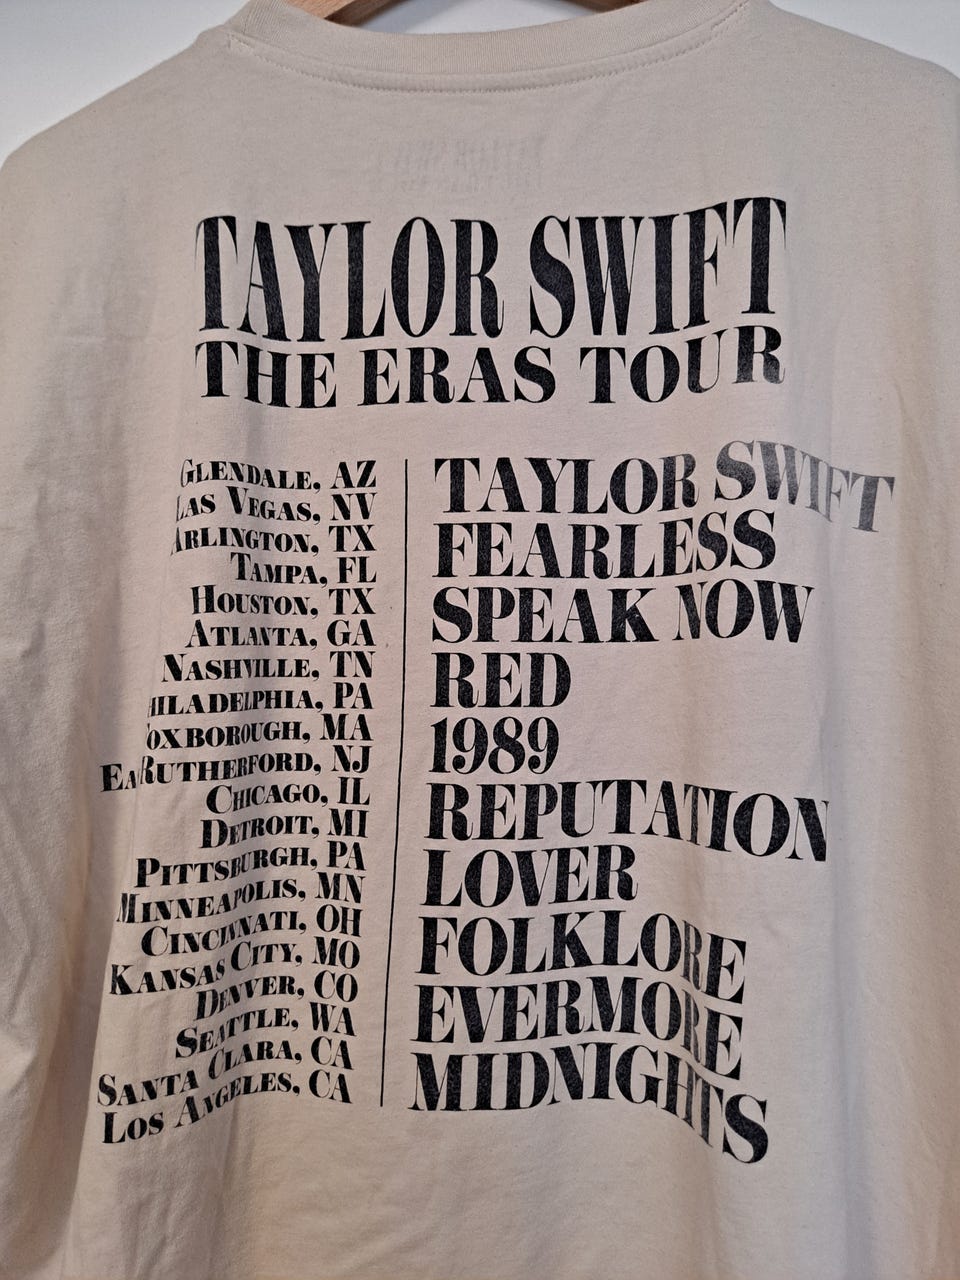 TAYLOR SWIFT
THE ERAS TOUR
GLENDALE, AZ
LAS VEGAS, NV
ARLINGTON, TX
TAMPA, FL
HOUSTON, TX
ATLANTA, GA
NASHVILLE, TN
PHILADELPHIA, PA
FOXBOROUGH, MA
EAST RUTHERFORD, NJ
CHICAGO, IL
DETROIT, MI
PITTSBURGH, PA
MINNEAPOLIS, MN
CINCINNATI, OH
KANSAS CITY, MO
DENVER, CO
SEATTLE, WA
SANTA CLARA, CA
LOS ANGELES, CA
TAYLOR SWIFT
FEARLESS
SPEAK NOW
RED
1989
REPUTATION
LOVER
FOLKLORE
EVERMORE
MIDNIGHTS